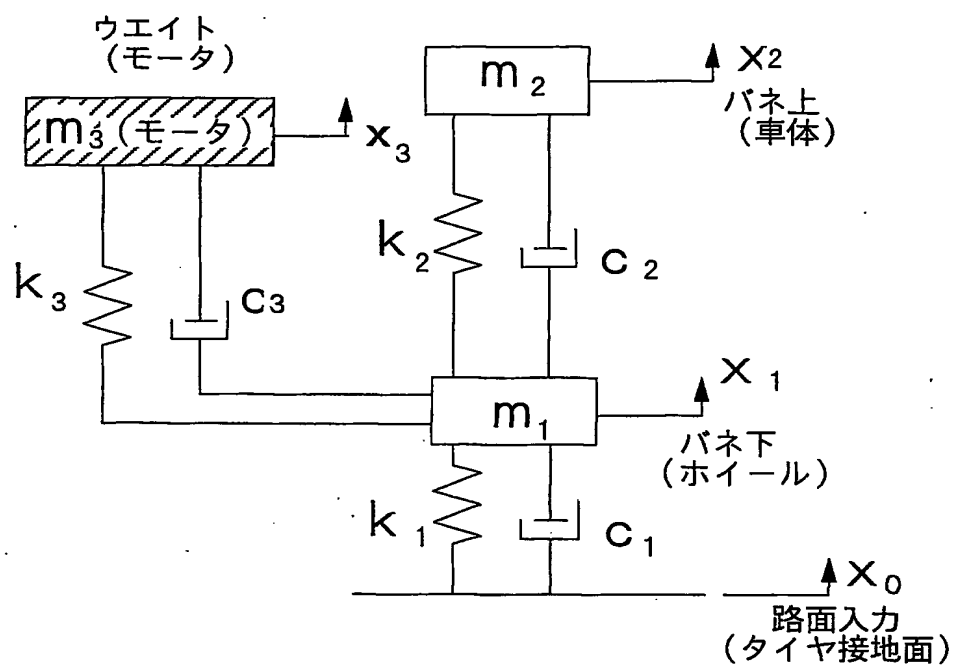 ウエイト
(モータ)
m3 (モータ)
x3
k3
c3
m2
x2
バネ上
(車体)
k2
c2
m1
x1
バネ下
(ホイール)
k1
c1
x0
路面入力
(タイヤ接地面)